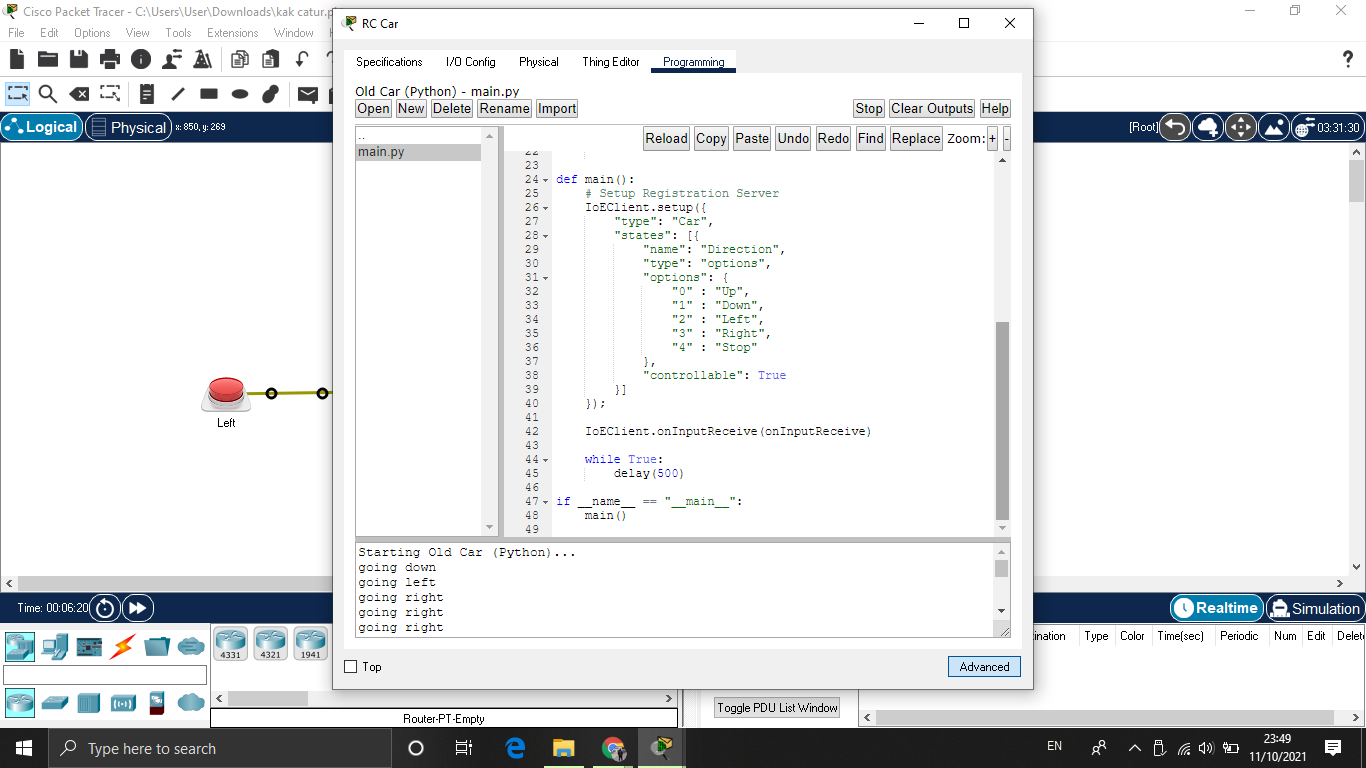 Cisco Packet Tracer - C:\Users\User\Downloads\kak catur.p
File Edit Options View Tools Extensions Window
RC Car
Specifications I/O Config Physical Thing Editor Programming
Old Car (Python) - main.py
Open New Delete Rename Import Stop Clear Outputs Help
Logical Physical x: 850, y: 269
[Root] 03:31:30
..
main.py
Reload Copy Paste Undo Redo Find Replace Zoom: + -
22
23
24 def main():
25 # Setup Registration Server
26 IoEClient.setup({
27 "type": "Car",
28 "states": [{
29 "name": "Direction",
30 "type": "options",
31 "options": {
32 "0" : "Up",
33 "1" : "Down",
34 "2" : "Left",
35 "3" : "Right",
36 "4" : "Stop"
37 },
38 "controllable": True
39 }]
40 });
41
42 IoEClient.onInputReceive(onInputReceive)
43
44 while True:
45 delay(500)
46
47 if __name__ == "__main__":
48 main()
49
Left
Starting Old Car (Python)...
going down
going left
going right
going right
going right
Top
Advanced
Time: 00:06:20
Realtime Simulation
4331 4321 1941
Router-PT-Empty
Toggle PDU List Window
ination Type Color Time(sec) Periodic Num Edit Delet
Type here to search
EN
23:49
11/10/2021